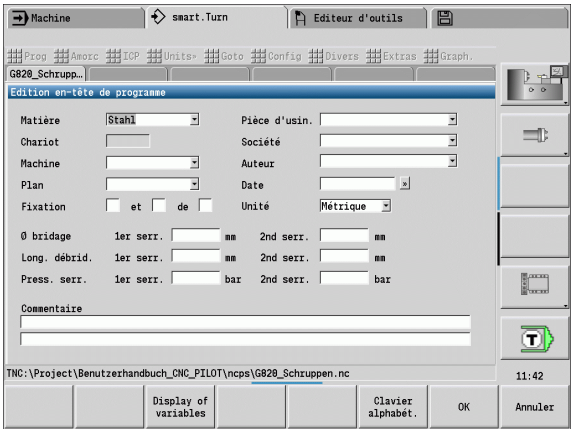 Machine smart.Turn Editeur d'outils
Prog Amorc ICP Units» Goto Config Divers Extras Graph.
G820_Schrupp...
Edition en-tête de programme
Matière Stahl Pièce d'usin.
Chariot Société
Machine Auteur
Plan Date »
Fixation et de Unité Métrique
Ø bridage 1er serr. mm 2nd serr. mm
Long. débrid. 1er serr. mm 2nd serr. mm
Press. serr. 1er serr. bar 2nd serr. bar
Commentaire
TNC:\Project\Benutzerhandbuch_CNC_PILOT\ncps\G820_Schruppen.nc
T
11:42
Display of variables
Clavier alphabét.
OK
Annuler